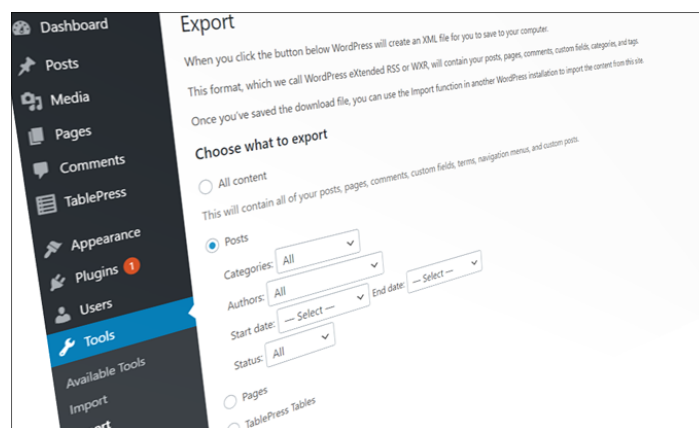 Dashboard
Posts
Media
Pages
Comments
TablePress
Appearance
Plugins 1
Users
Tools
Available Tools
Import
Export
When you click the button below WordPress will create an XML file for you to save to your computer.
This format, which we call WordPress eXtended RSS or WXR, will contain your posts, pages, comments, custom fields, categories, and tags.
Once you've saved the download file, you can use the Import function in another WordPress installation to import the content from this site.
Choose what to export
All content
This will contain all of your posts, pages, comments, custom fields, terms, navigation menus, and custom posts.
Posts
Categories: All
Authors: All
Start date: — Select — End date: — Select —
Status: All
Pages
TablePress Tables